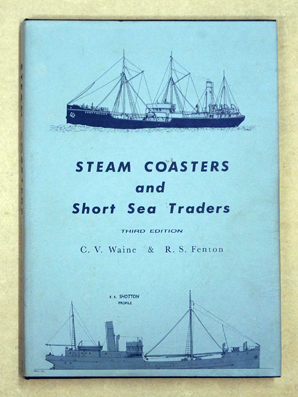 STEAM COASTERS
and
Short Sea Traders
THIRD EDITION
C. V. Waine & R. S. Fenton
S.S. SHOTTON
PROFILE